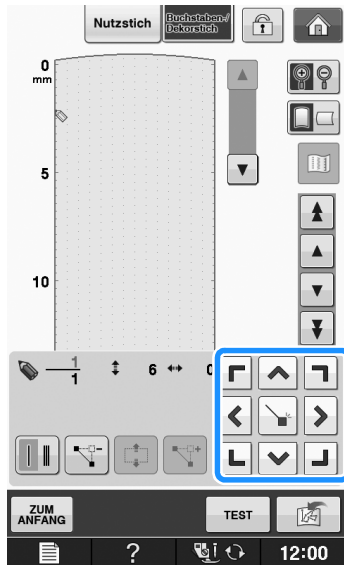 Nutzstich
Buchstaben-/
Dekorstich
0
mm
5
10
1
1
6
0
ZUM
ANFANG
TEST
?
12:00